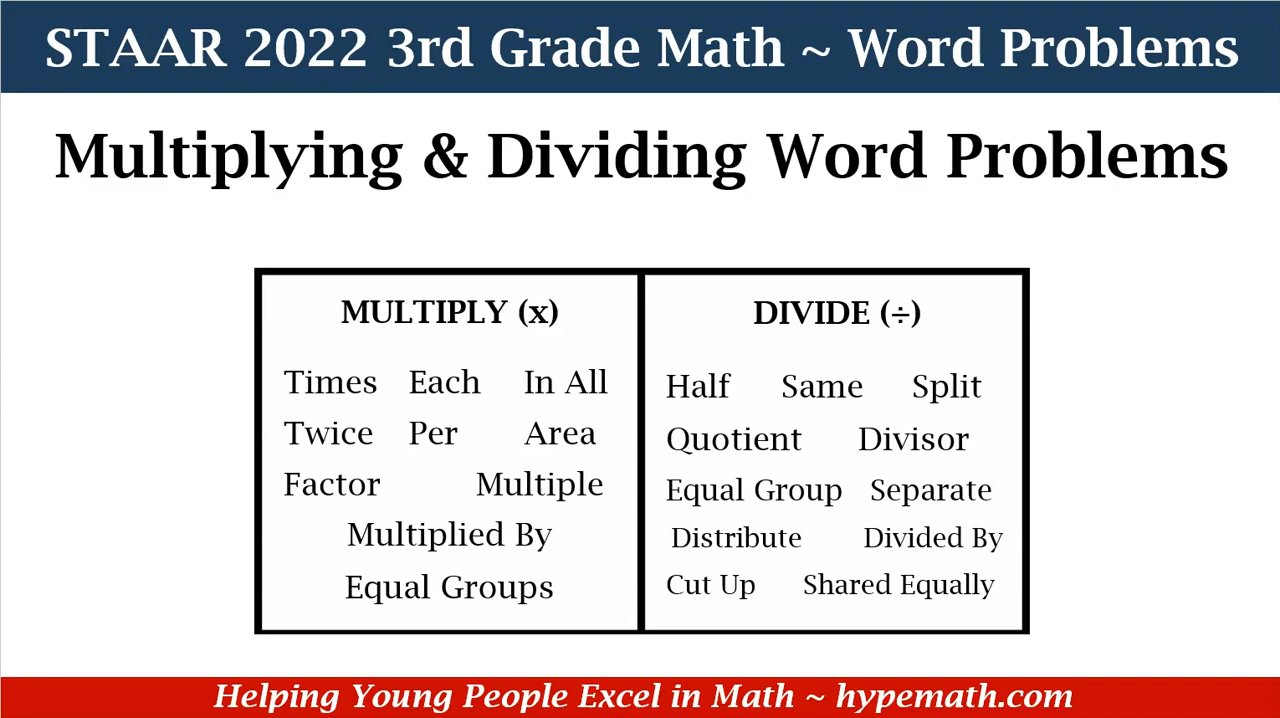 STAAR 2022 3rd Grade Math ~ Word Problems
Multiplying & Dividing Word Problems
MULTIPLY (x)
Times Each In All
Twice Per Area
Factor Multiple
Multiplied By
Equal Groups
DIVIDE (÷)
Half Same Split
Quotient Divisor
Equal Group Separate
Distribute Divided By
Cut Up Shared Equally
Helping Young People Excel in Math ~ hypemath.com